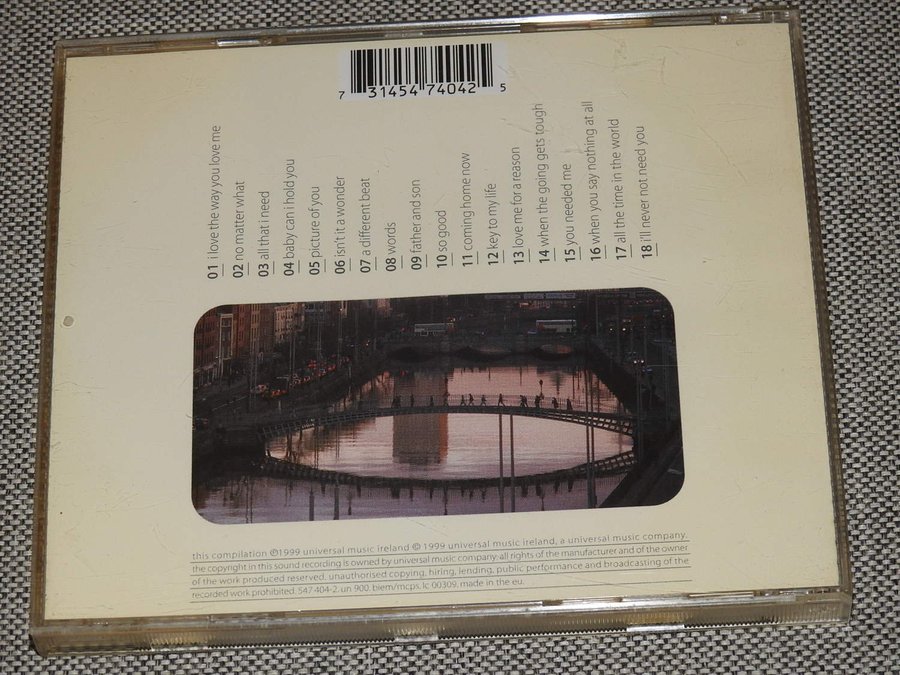 7 31454 74042 5
01 i love the way you love me
02 no matter what
03 all that i need
04 baby can i hold you
05 picture of you
06 isn't it a wonder
07 a different beat
08 words
09 father and son
10 so good
11 coming home now
12 key to my life
13 love me for a reason
14 when the going gets tough
15 you needed me
16 when you say nothing at all
17 all the time in the world
18 i'll never not need you
this compilation ℗1999 universal music ireland © 1999 universal music ireland, a universal music company.
the copyright in this sound recording is owned by universal music company. all rights of the manufacturer and of the owner
of the work produced reserved. unauthorised copying, hiring, lending, public performance and broadcasting of the
recorded work prohibited. 547 404-2. un 900. biem/mcps. lc 00309. made in the eu.